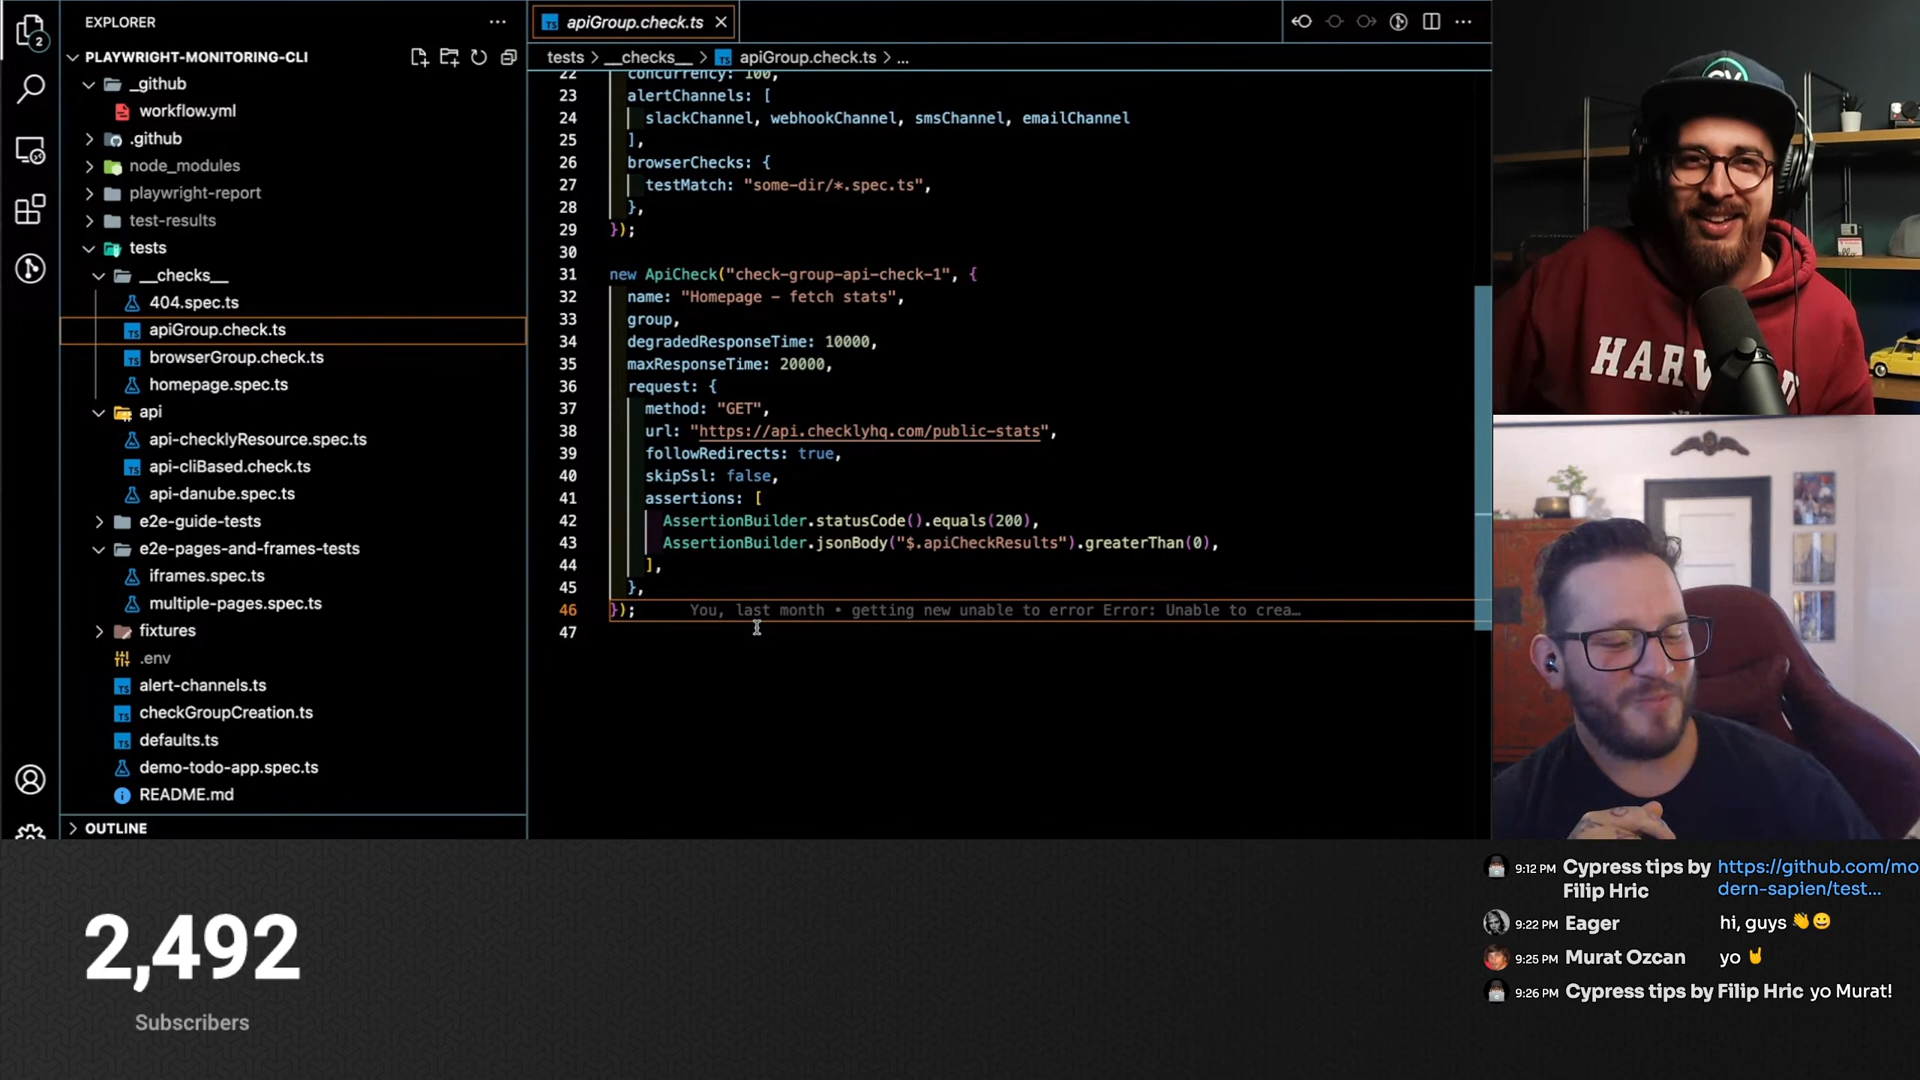 2
EXPLORER
PLAYWRIGHT-MONITORING-CLI
_github
workflow.yml
.github
node_modules
playwright-report
test-results
tests
__checks__
404.spec.ts
apiGroup.check.ts
browserGroup.check.ts
homepage.spec.ts
api
api-checklyResource.spec.ts
api-cliBased.check.ts
api-danube.spec.ts
e2e-guide-tests
e2e-pages-and-frames-tests
iframes.spec.ts
multiple-pages.spec.ts
fixtures
.env
alert-channels.ts
checkGroupCreation.ts
defaults.ts
demo-todo-app.spec.ts
README.md
OUTLINE
TS apiGroup.check.ts
tests > __checks__ > TS apiGroup.check.ts > ...
22 concurrency: 100,
23 alertChannels: [
24 slackChannel, webhookChannel, smsChannel, emailChannel
25 ],
26 browserChecks: {
27 testMatch: "some-dir/*.spec.ts",
28 },
29 });
30
31 new ApiCheck("check-group-api-check-1", {
32 name: "Homepage - fetch stats",
33 group,
34 degradedResponseTime: 10000,
35 maxResponseTime: 20000,
36 request: {
37 method: "GET",
38 url: "https://api.checklyhq.com/public-stats",
39 followRedirects: true,
40 skipSsl: false,
41 assertions: [
42 AssertionBuilder.statusCode().equals(200),
43 AssertionBuilder.jsonBody("$.apiCheckResults").greaterThan(0),
44 ],
45 },
46 }); You, last month • getting new unable to error Error: Unable to crea…
47
2,492
Subscribers
9:12 PM Cypress tips by Filip Hric https://github.com/mo
dern-sapien/test...
9:22 PM Eager hi, guys 👋😀
9:25 PM Murat Ozcan yo 🤘
9:26 PM Cypress tips by Filip Hric yo Murat!